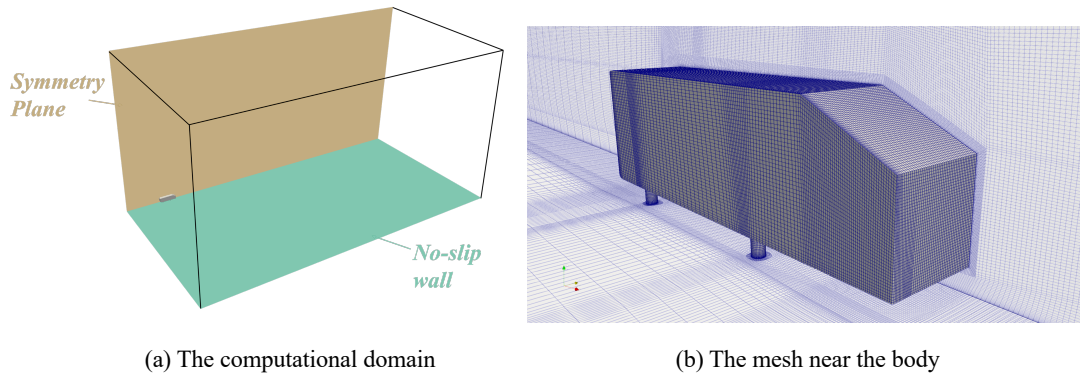 Symmetry
Plane
No-slip
wall
(a) The computational domain
(b) The mesh near the body